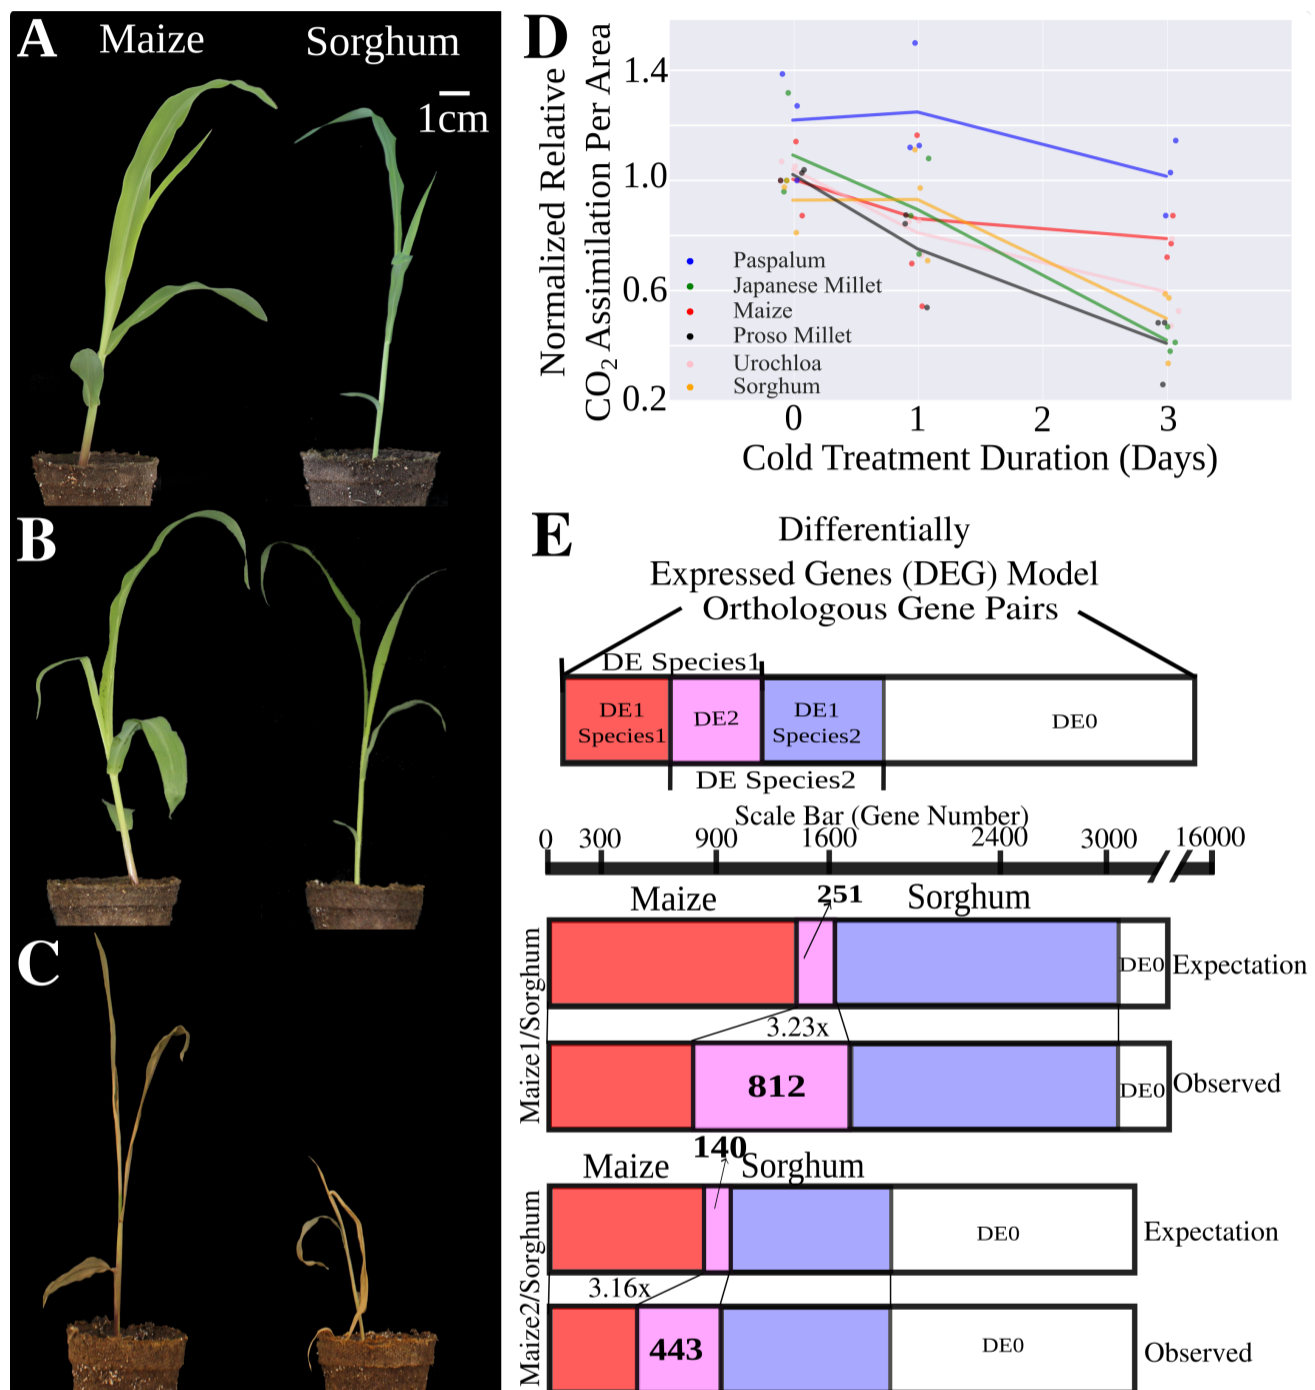 A
Maize
Sorghum
1cm
B
C
D
Normalized Relative
CO2 Assimilation Per Area
1.4
1.0
0.6
0.2
Paspalum
Japanese Millet
Maize
Proso Millet
Urochloa
Sorghum
0 1 2 3
Cold Treatment Duration (Days)
E
Differentially
Expressed Genes (DEG) Model
Orthologous Gene Pairs
DE Species1
DE1
Species1
DE2
DE1
Species2
DE0
DE Species2
Scale Bar (Gene Number)
0 300 900 1600 2400 3000 16000
Maize
251
Sorghum
Maize1/Sorghum
DE0
Expectation
3.23x
812
DE0
Observed
140
Maize
Sorghum
Maize2/Sorghum
DE0
Expectation
3.16x
443
DE0
Observed